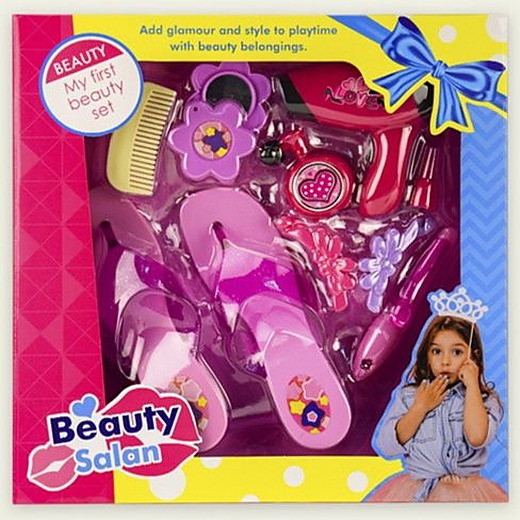 Add glamour and style to playtime
with beauty belongings.
BEAUTY
My first
beauty
set
LOVE
Beauty
Salan